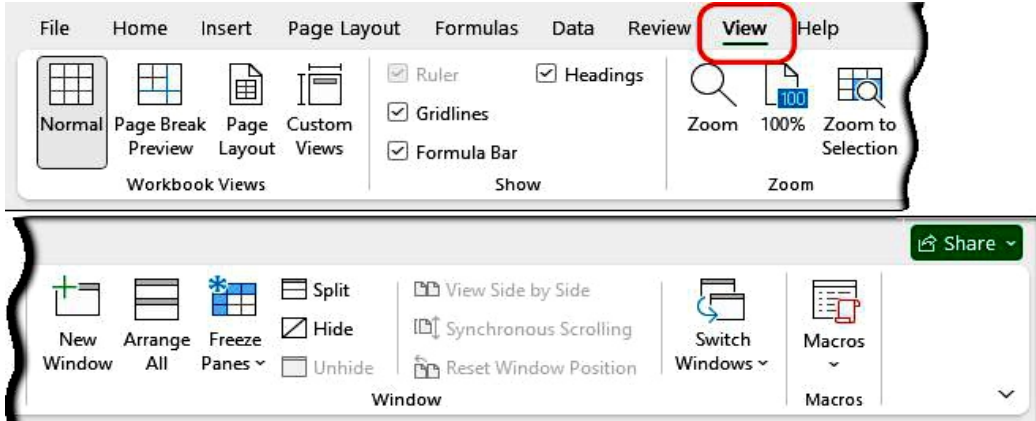 File Home Insert Page Layout Formulas Data Review View Help
Ruler Headings
Gridlines
Formula Bar
100
Normal Page Break Page Custom Zoom 100% Zoom to
Preview Layout Views Selection
Workbook Views Show Zoom
Share
Split View Side by Side
Hide Synchronous Scrolling
Unhide Reset Window Position
New Arrange Freeze Switch Macros
Window All Panes Windows
Window Macros